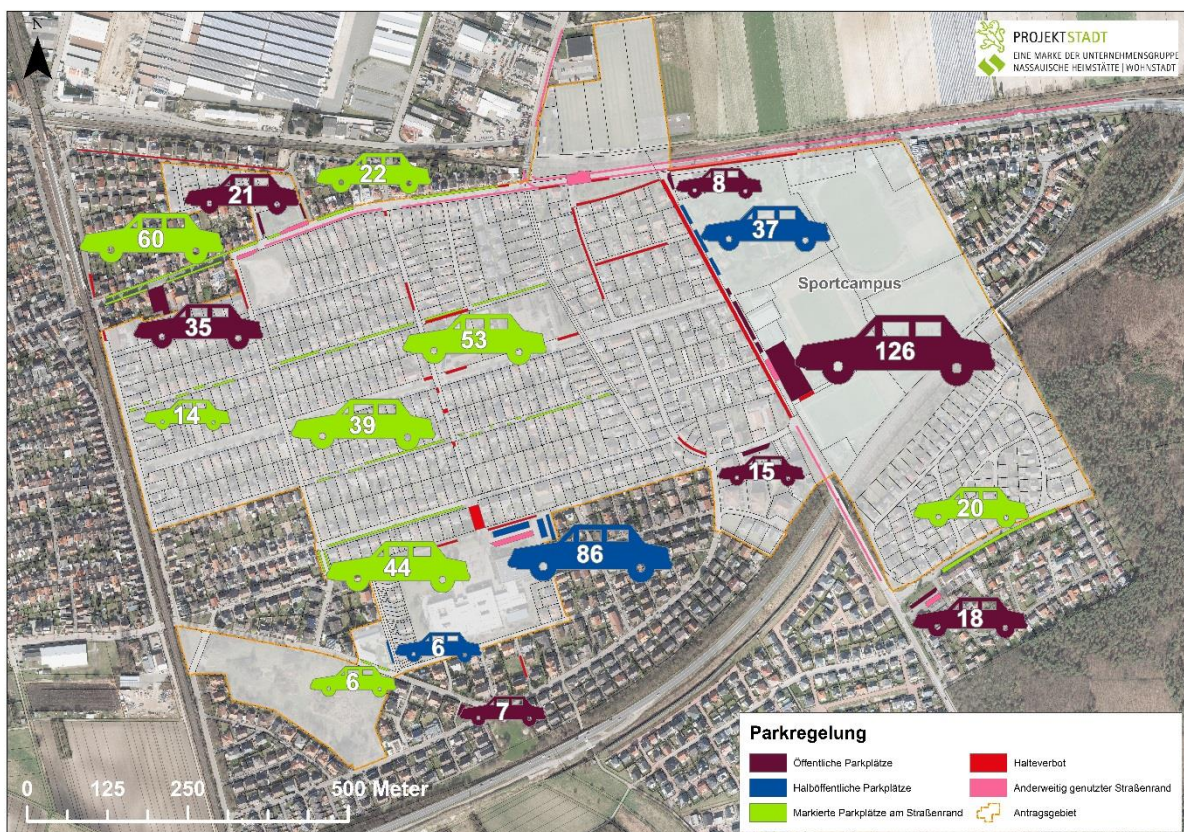 N
PROJEKTSTADT
EINE MARKE DER UNTERNEHMENSGRUPPE
NASSAUISCHE HEIMSTÄTTE | WOHNSTADT
22
21
8
60
37
Sportcampus
35
53
126
14
39
15
20
86
44
18
6
6
7
Parkregelung
Öffentliche Parkplätze
Halteverbot
Halböffentliche Parkplätze
Anderweitig genutzter Straßenrand
Markierte Parkplätze am Straßenrand
Antragsgebiet
0 125 250 500 Meter